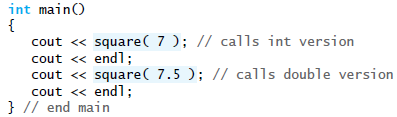 int main()
{
   cout << square( 7 ); // calls int version
   cout << endl;
   cout << square( 7.5 ); // calls double version
   cout << endl;
} // end main